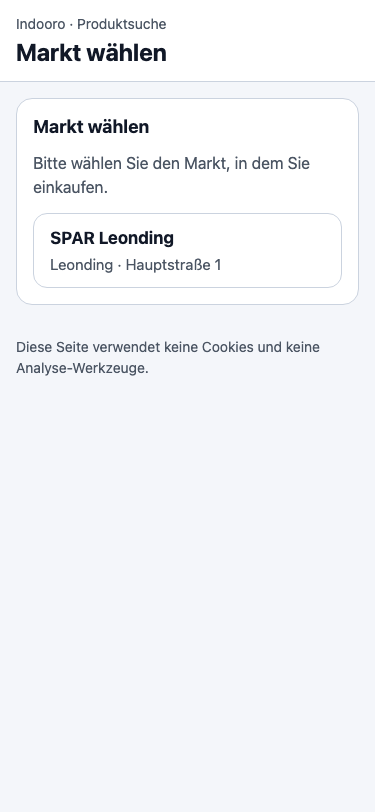 Indooro · Produktsuche
Markt wählen
Markt wählen
Bitte wählen Sie den Markt, in dem Sie
einkaufen.
SPAR Leonding
Leonding · Hauptstraße 1
Diese Seite verwendet keine Cookies und keine
Analyse-Werkzeuge.